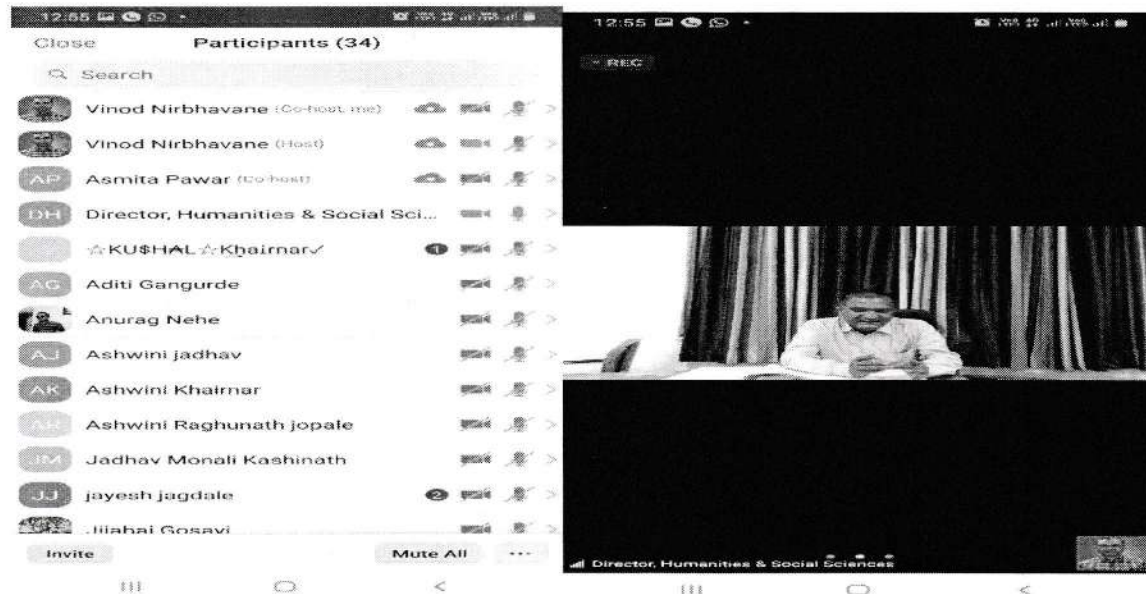 12:55
Close Participants (34)
Search
Vinod Nirbhavane (Co-host, me)
Vinod Nirbhavane (Host)
AP Asmita Pawar (Co-host)
DH Director, Humanities & Social Sci...
☆KU$HAL☆Khairnar✓ 1
AG Aditi Gangurde
Anurag Nehe
AJ Ashwini jadhav
AK Ashwini Khairnar
AR Ashwini Raghunath jopale
JM Jadhav Monali Kashinath
JJ jayesh jagdale 2
Jijabai Gosavi
Invite Mute All ...
12:55
REC
Director, Humanities & Social Sciences